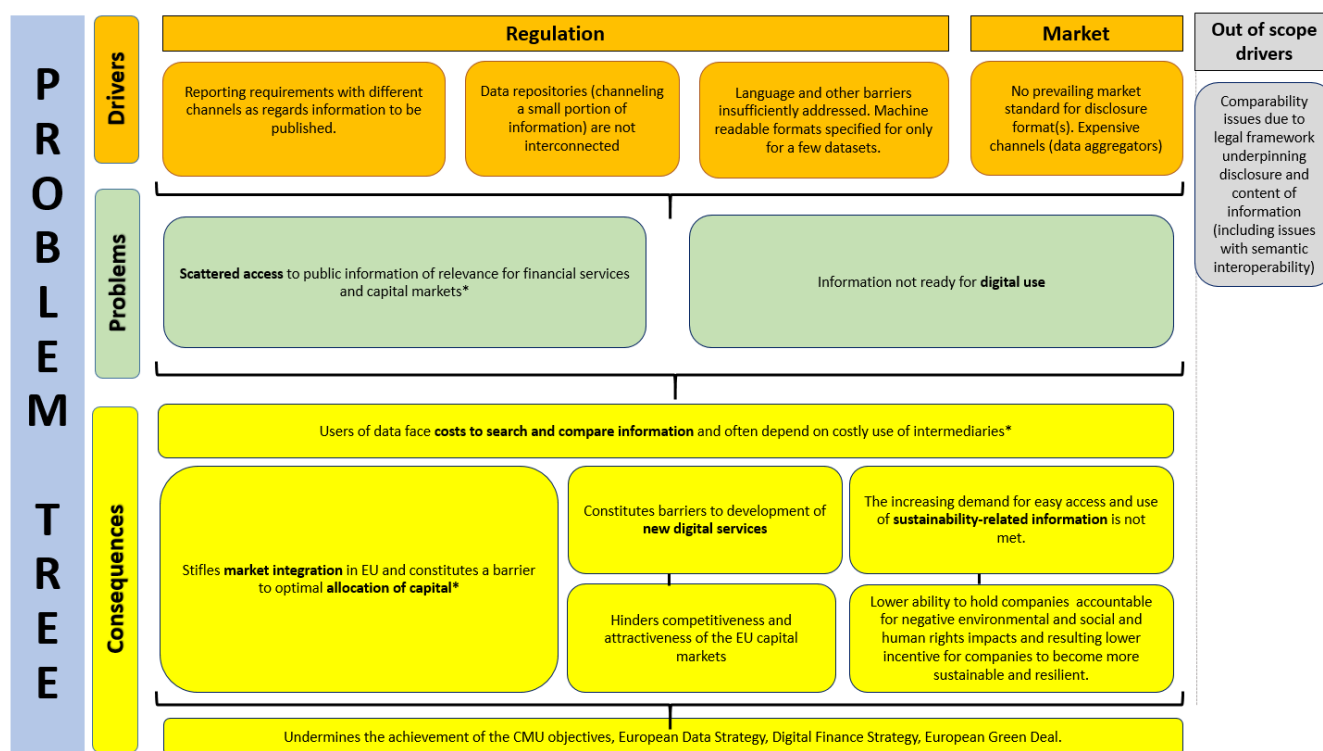 PROBLEM TREE
Drivers
Regulation
Market
Out of scope
drivers
Reporting requirements with different
channels as regards information to be
published.
Data repositories (channeling
a small portion of
information) are not
interconnected
Language and other barriers
insufficiently addressed. Machine
readable formats specified for only
for a few datasets.
No prevailing market
standard for disclosure
format(s). Expensive
channels (data aggregators)
Comparability
issues due to
legal framework
underpinning
disclosure and
content of
information
(including issues
with semantic
interoperability)
Problems
Scattered access to public information of relevance for financial services
and capital markets*
Information not ready for digital use
Consequences
Users of data face costs to search and compare information and often depend on costly use of intermediaries*
Stifles market integration in EU and constitutes a barrier
to optimal allocation of capital*
Constitutes barriers to development of
new digital services
The increasing demand for easy access and use
of sustainability-related information is not
met.
Hinders competitiveness and
attractiveness of the EU capital
markets
Lower ability to hold companies accountable
for negative environmental and social and
human rights impacts and resulting lower
incentive for companies to become more
sustainable and resilient.
Undermines the achievement of the CMU objectives, European Data Strategy, Digital Finance Strategy, European Green Deal.